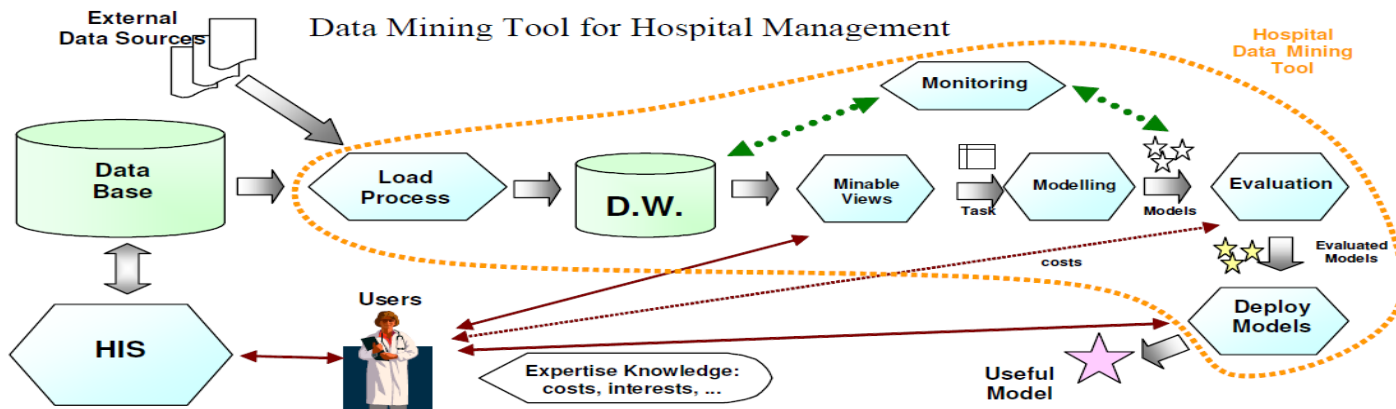 External
Data Sources
Data Mining Tool for Hospital Management
Hospital
Data Mining
Tool
Monitoring
Data
Base
Load
Process
D.W.
Minable
Views
Task
Modelling
Models
Evaluation
costs
Evaluated
Models
Users
HIS
Expertise Knowledge:
costs, interests, ...
Deploy
Models
Useful
Model